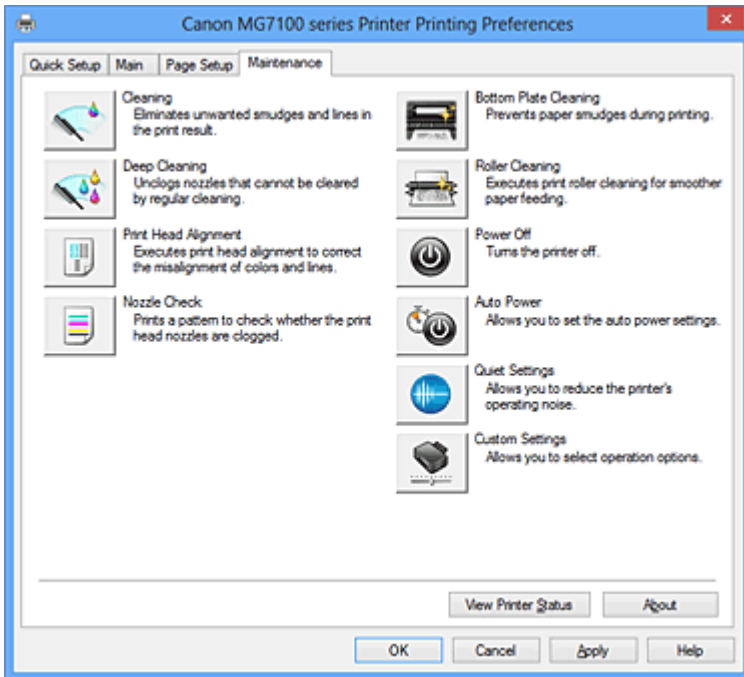 Canon MG7100 series Printer Printing Preferences
Quick Setup
Main
Page Setup
Maintenance
Cleaning
Eliminates unwanted smudges and lines in
the print result.
Deep Cleaning
Unclogs nozzles that cannot be cleared
by regular cleaning.
Print Head Alignment
Executes print head alignment to correct
the misalignment of colors and lines.
Nozzle Check
Prints a pattern to check whether the print
head nozzles are clogged.
Bottom Plate Cleaning
Prevents paper smudges during printing.
Roller Cleaning
Executes print roller cleaning for smoother
paper feeding.
Power Off
Turns the printer off.
Auto Power
Allows you to set the auto power settings.
Quiet Settings
Allows you to reduce the printer's
operating noise.
Custom Settings
Allows you to select operation options.
View Printer Status
About
OK
Cancel
Apply
Help